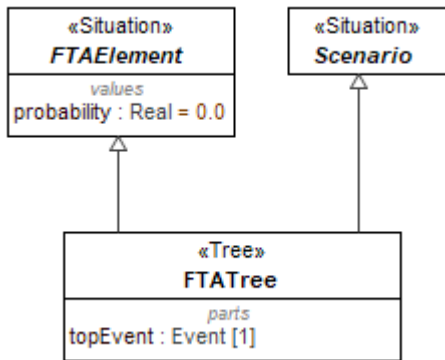 «Situation»
FTAElement
values
probability : Real = 0.0
«Situation»
Scenario
«Tree»
FTATree
parts
topEvent : Event [1]